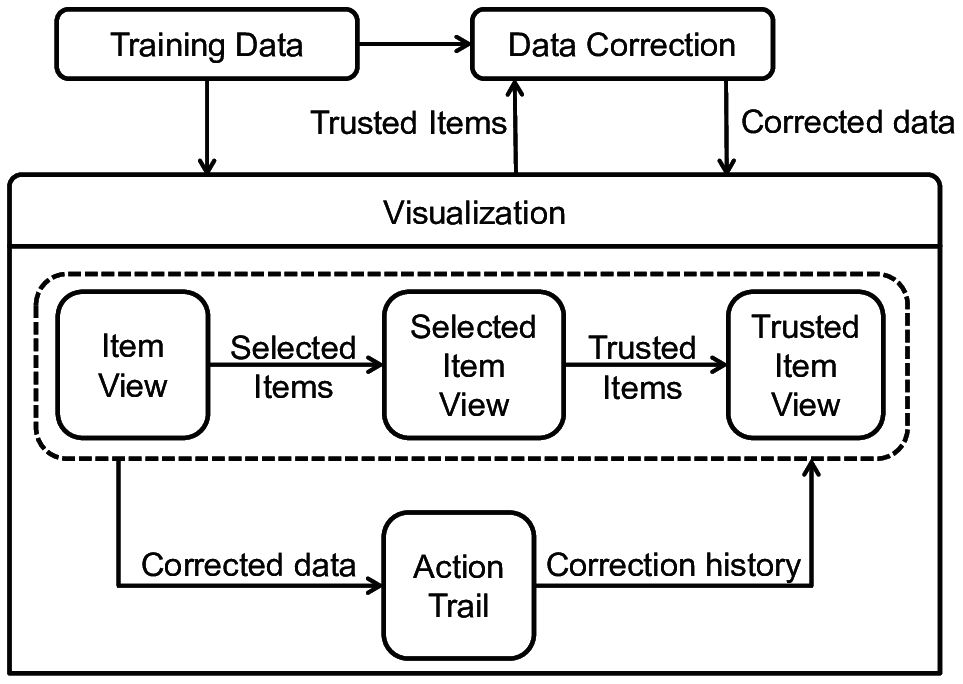 Training Data
Data Correction
Trusted Items
Corrected data
Visualization
Item
View
Selected
Items
Selected
Item
View
Trusted
Items
Trusted
Item
View
Corrected data
Action
Trail
Correction history